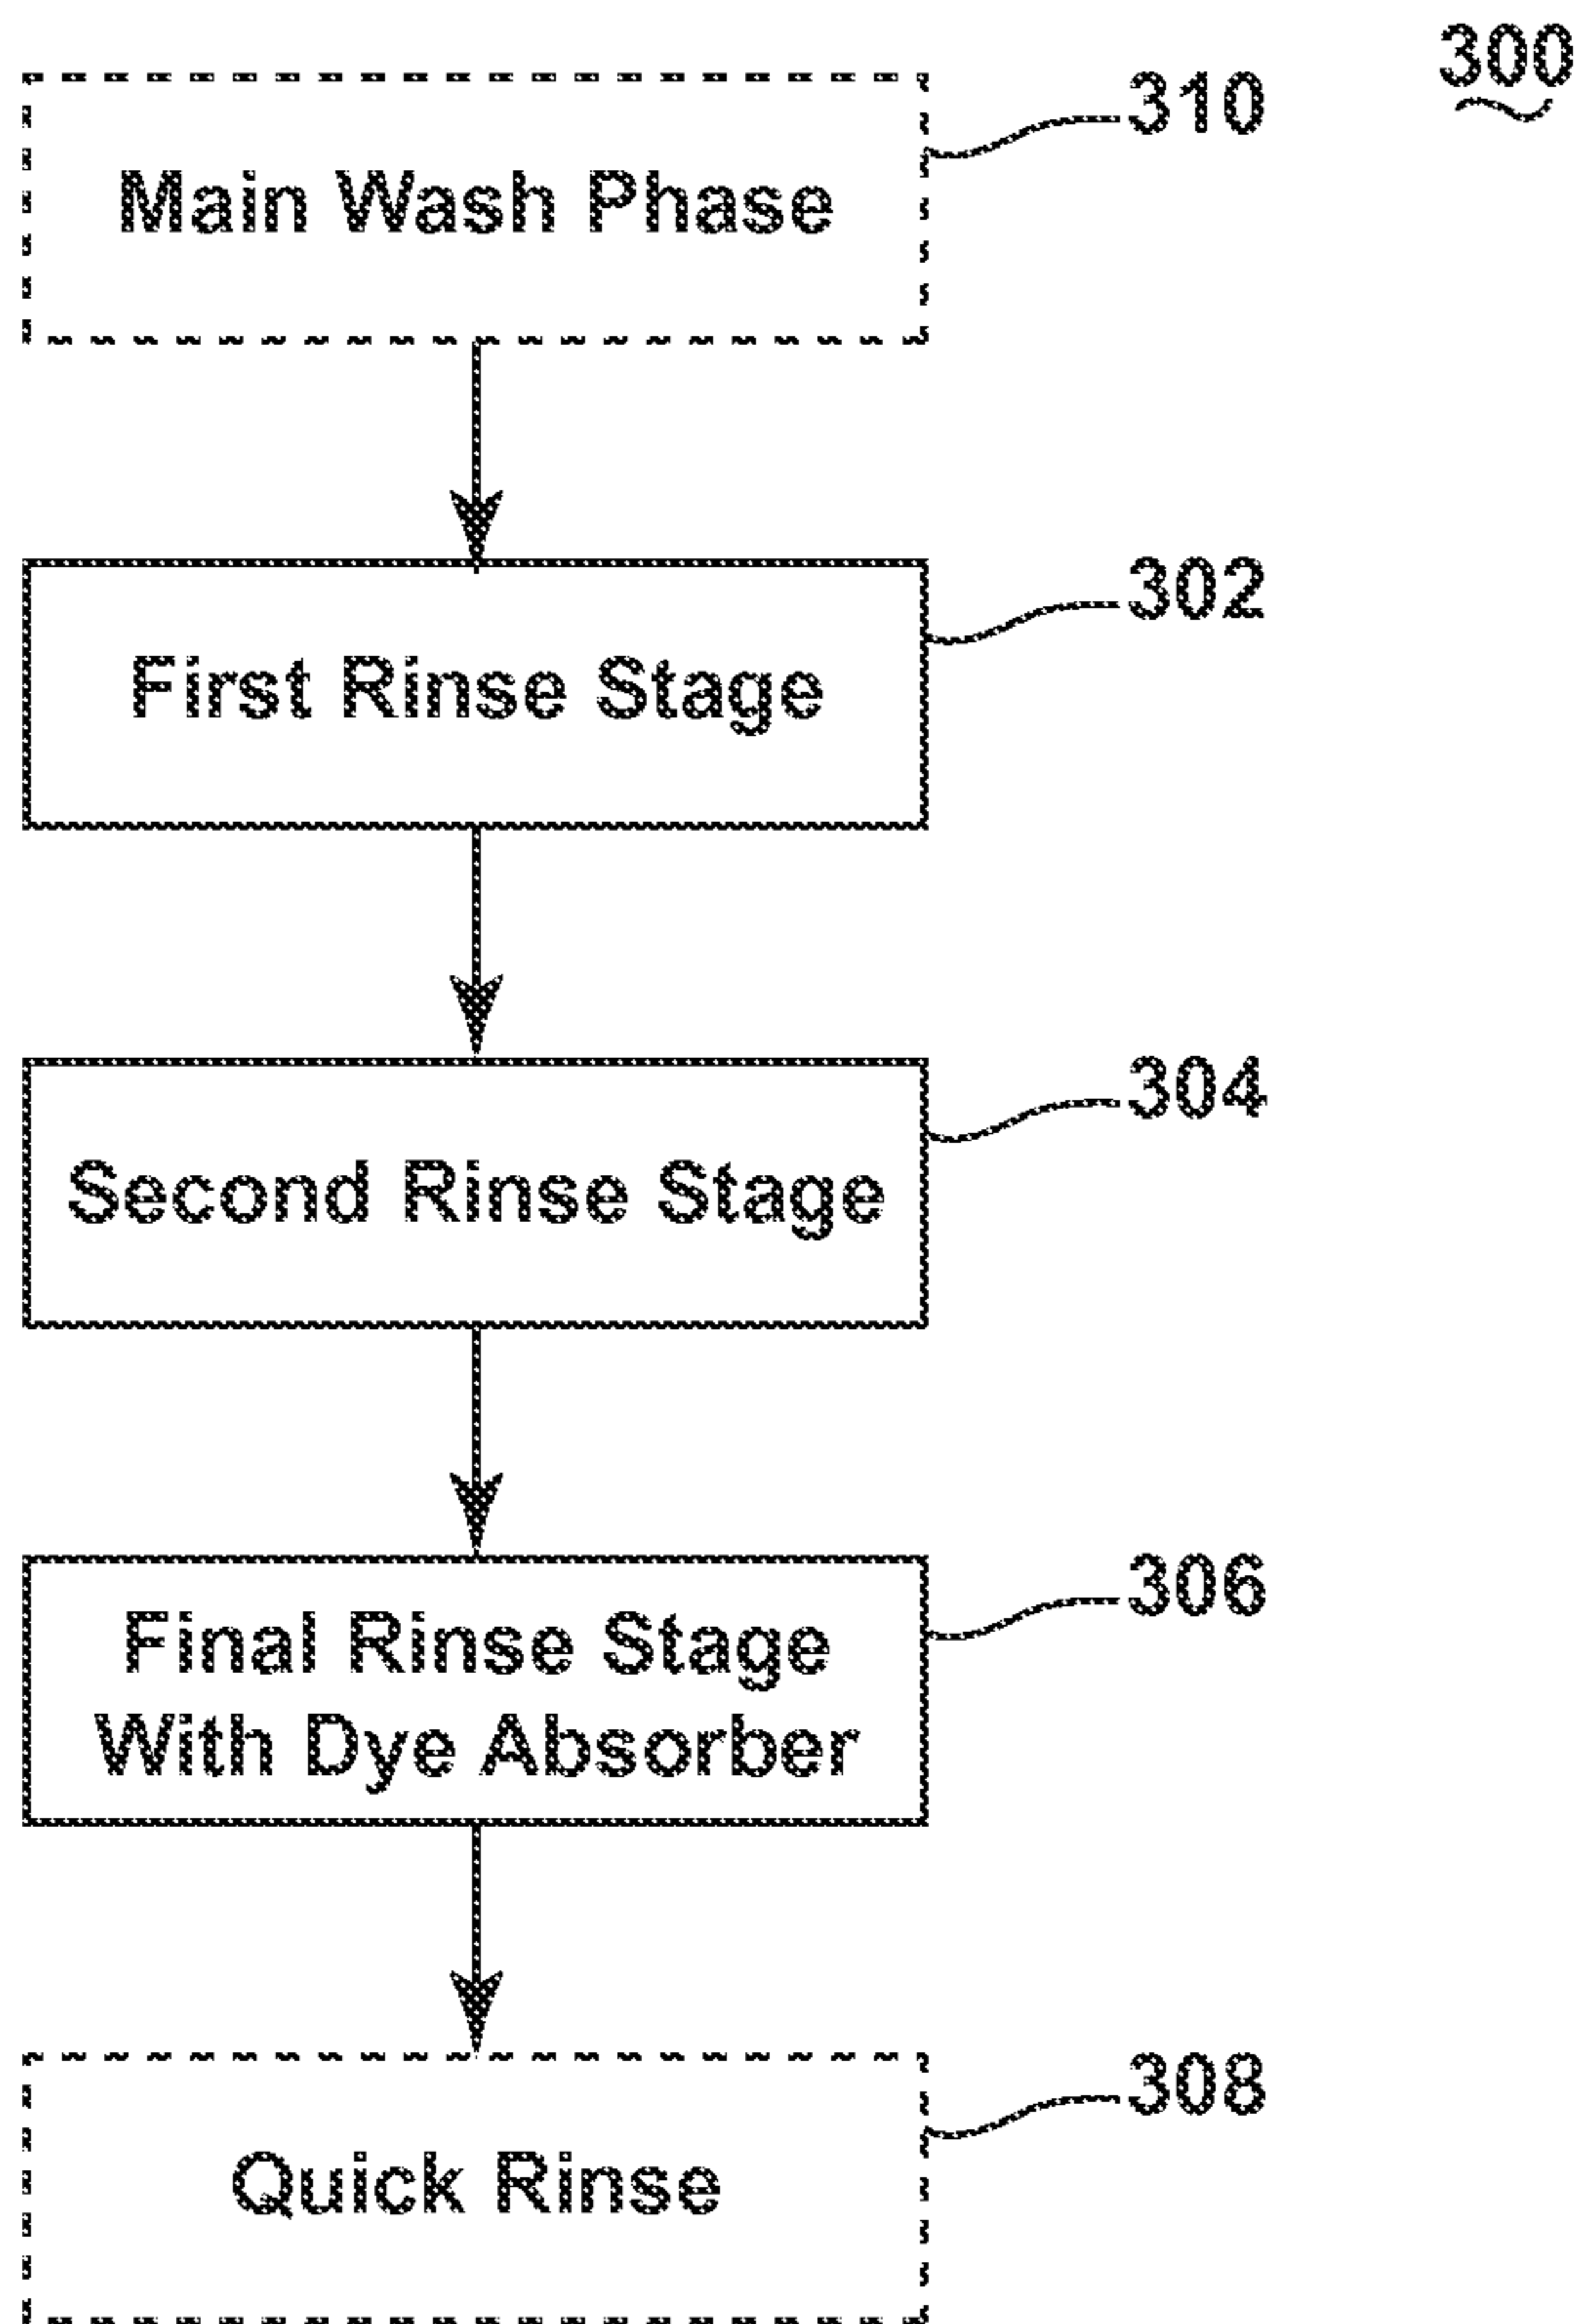 300
310
Main Wash Phase
302
First Rinse Stage
304
Second Rinse Stage
306
Final Rinse Stage
With Dye Absorber
308
Quick Rinse